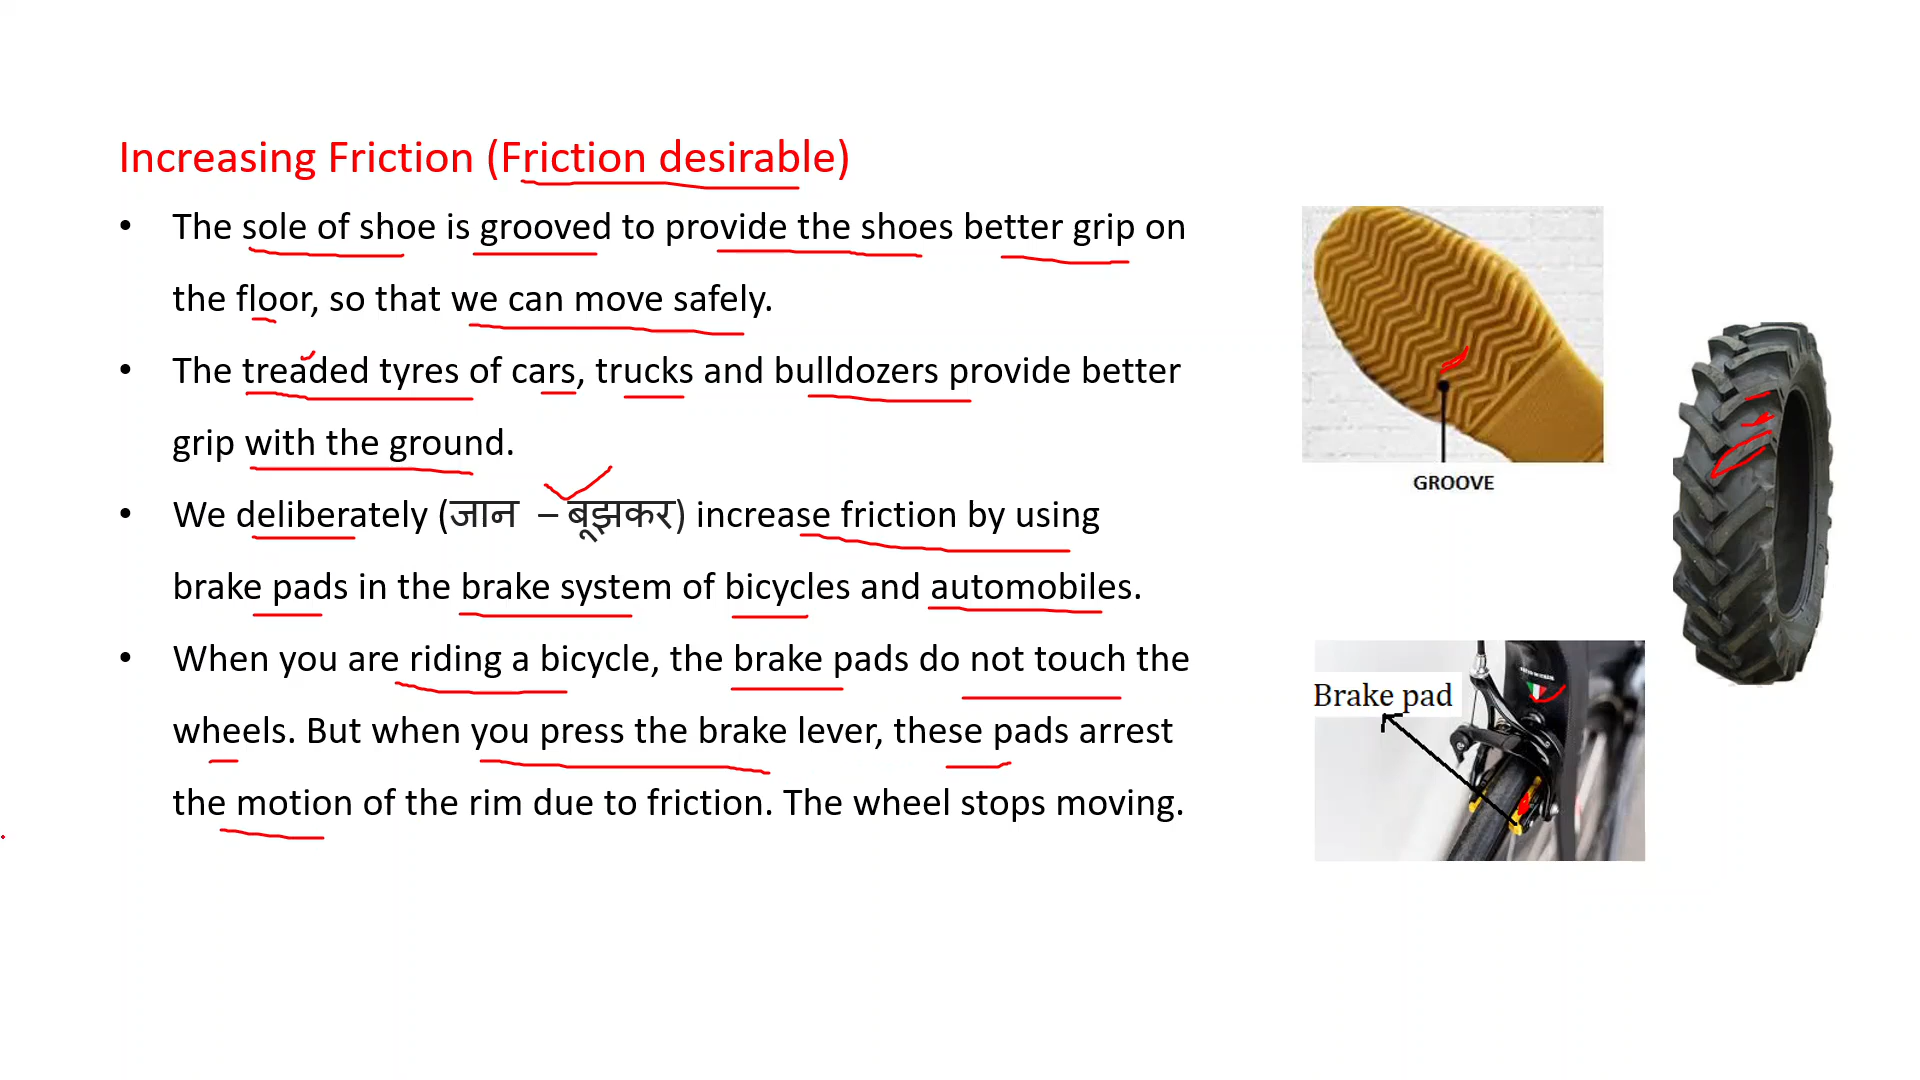 Increasing Friction (Friction desirable)
• The sole of shoe is grooved to provide the shoes better grip on
the floor, so that we can move safely.
• The treaded tyres of cars, trucks and bulldozers provide better
grip with the ground.
• We deliberately (जान – बूझकर) increase friction by using
brake pads in the brake system of bicycles and automobiles.
• When you are riding a bicycle, the brake pads do not touch the
wheels. But when you press the brake lever, these pads arrest
the motion of the rim due to friction. The wheel stops moving.
GROOVE
Brake pad